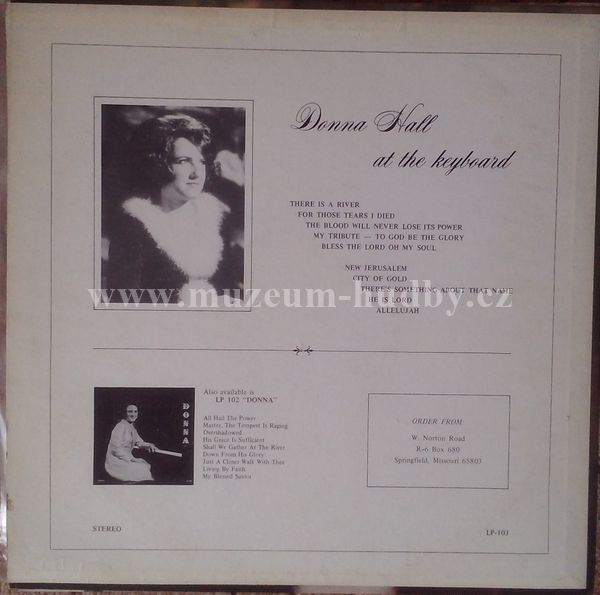 Donna Hall
at the keyboard
THERE IS A RIVER
FOR THOSE TEARS I DIED
THE BLOOD WILL NEVER LOSE ITS POWER
MY TRIBUTE — TO GOD BE THE GLORY
BLESS THE LORD OH MY SOUL
NEW JERUSALEM
CITY OF GOLD
THERE'S SOMETHING ABOUT THAT NAME
HE IS LORD
ALLELUJAH
www.muzeum-hudby.cz
DONNA
Also available is
LP 102 "DONNA"
All Hail The Power
Master, The Tempest Is Raging
Overshadowed
His Grace Is Sufficient
Shall We Gather At The River
Down From His Glory
Just A Closer Walk With Thee
Living By Faith
My Blessed Savior
ORDER FROM
W. Norton Road
R-6 Box 680
Springfield, Missouri 65803
STEREO
LP-103